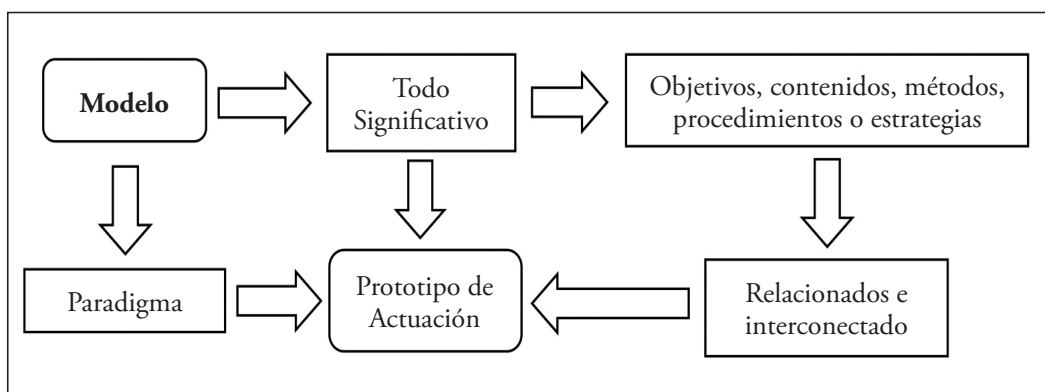 Modelo
Todo
Significativo
Objetivos, contenidos, métodos,
procedimientos o estrategias
Paradigma
Prototipo de
Actuación
Relacionados e
interconectado